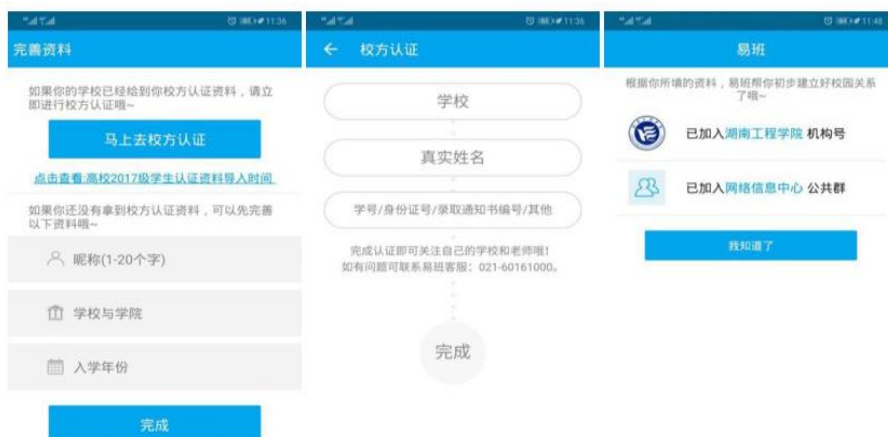 11:36
完善资料
如果你的学校已经给到你校方认证资料，请立
即进行校方认证哦~
马上去校方认证
点击查看:高校2017级学生认证资料导入时间
如果你还没有拿到校方认证资料，可以先完善
以下资料哦~
昵称(1-20个字)
学校与学院
入学年份
完成
11:36
校方认证
学校
真实姓名
学号/身份证号/录取通知书编号/其他
完成认证即可关注自己的学校和老师哦!
如有问题可联系易班客服：021-60161000。
完成
11:48
易班
根据你所填的资料，易班帮你初步建立好校园关系
了哦~
已加入湖南工程学院 机构号
已加入网络信息中心 公共群
我知道了